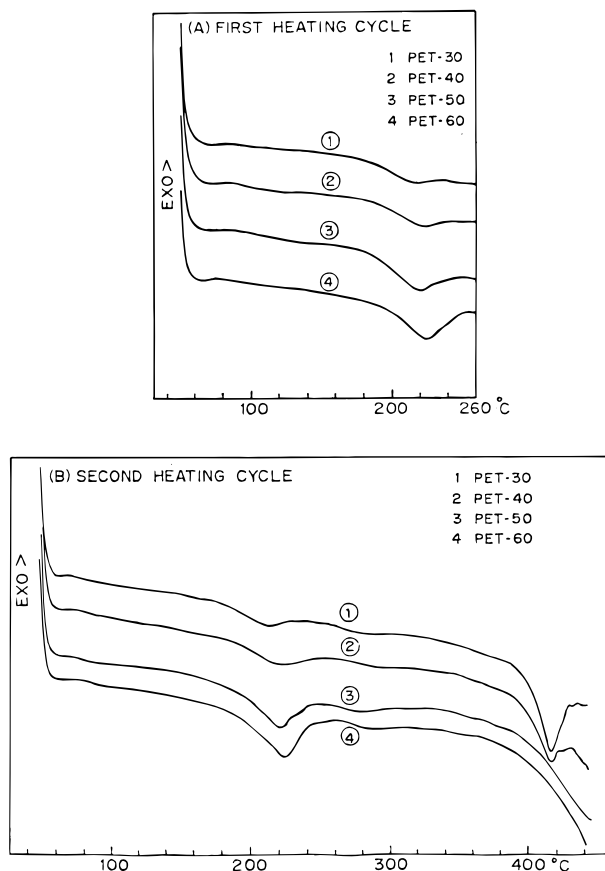 (A) FIRST HEATING CYCLE
1 PET-30
2 PET-40
3 PET-50
4 PET-60
EXO >
1
2
3
4
100
200
260 °C
(B) SECOND HEATING CYCLE
1 PET-30
2 PET-40
3 PET-50
4 PET-60
EXO >
1
2
3
4
100
200
300
400 °C